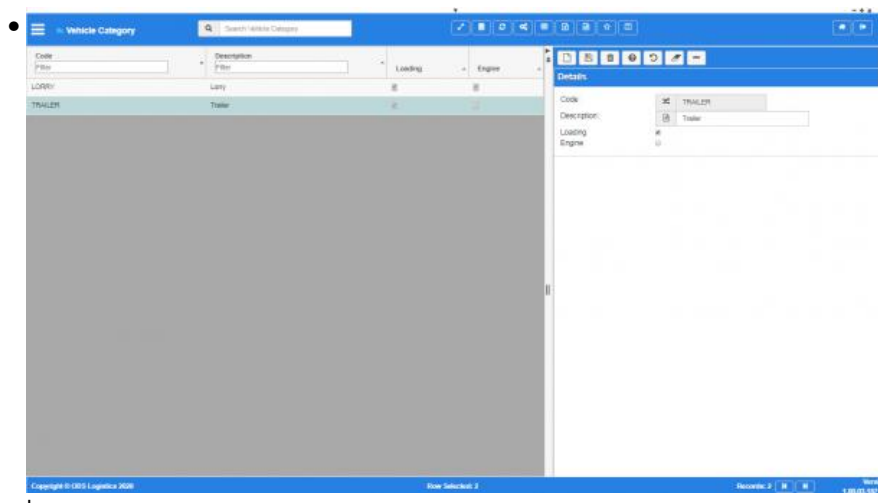 Vehicle Category
Search Vehicle Category
Code
Filter
Description
Filter
Loading
Engine
LORRY
Lorry
TRAILER
Trailer
Details
Code
TRAILER
Description:
Trailer
Loading
Engine
Copyright © ODS Logistics 2020
Row Selected: 2
Records: 2